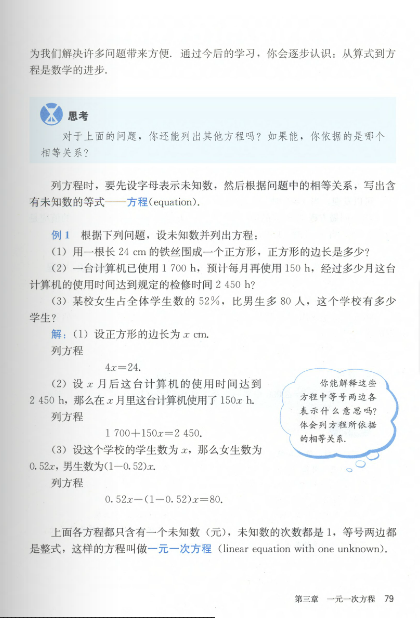 为我们解决许多问题带来方便. 通过今后的学习，你会逐步认识：从算式到方
程是数学的进步.
思考
对于上面的问题，你还能列出其他方程吗？如果能，你依据的是哪个
相等关系？
列方程时，要先设字母表示未知数，然后根据问题中的相等关系，写出含
有未知数的等式——方程(equation).
例1 根据下列问题，设未知数并列出方程：
（1）用一根长 24 cm 的铁丝围成一个正方形，正方形的边长是多少？
（2）一台计算机已使用 1 700 h，预计每月再使用 150 h，经过多少月这台
计算机的使用时间达到规定的检修时间 2 450 h？
（3）某校女生占全体学生数的 52%，比男生多 80 人，这个学校有多少
学生？
解：（1）设正方形的边长为 x cm.
列方程
4x=24.
（2）设 x 月后这台计算机的使用时间达到
2 450 h，那么在 x 月里这台计算机使用了 150x h.
列方程
1 700+150x=2 450.
（3）设这个学校的学生数为 x，那么女生数为
0.52x，男生数为(1-0.52)x.
列方程
0.52x-(1-0.52)x=80.
你能解释这些
方程中等号两边各
表示什么意思吗？
体会列方程所依据
的相等关系.
上面各方程都只含有一个未知数（元），未知数的次数都是 1，等号两边都
是整式，这样的方程叫做一元一次方程（linear equation with one unknown）.
第三章 一元一次方程 79